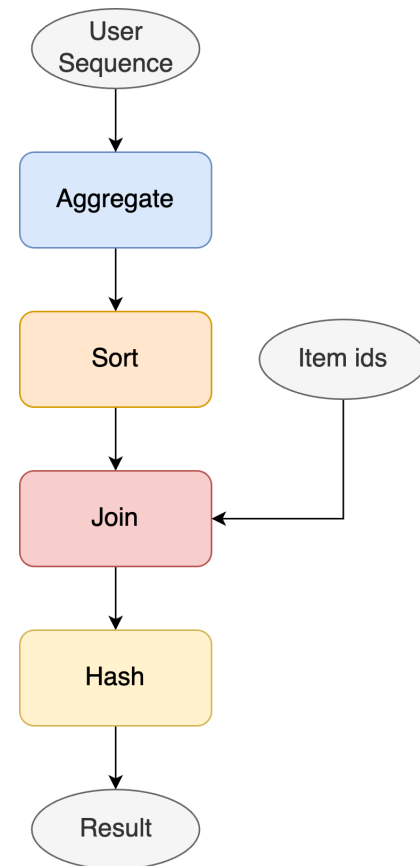 User
Sequence
Aggregate
Sort
Item ids
Join
Hash
Result